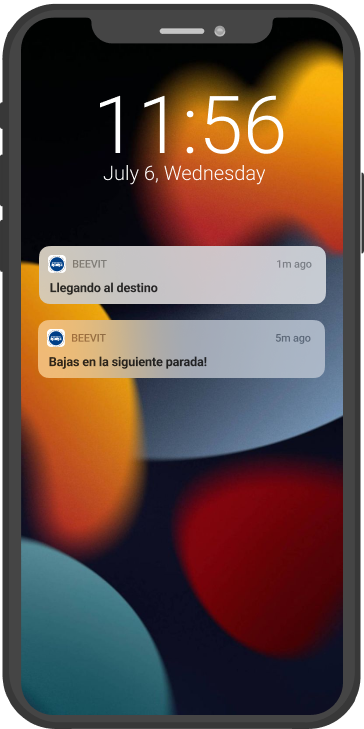 11:56
July 6, Wednesday
BEEVIT 1m ago
Llegando al destino
BEEVIT 5m ago
Bajas en la siguiente parada!